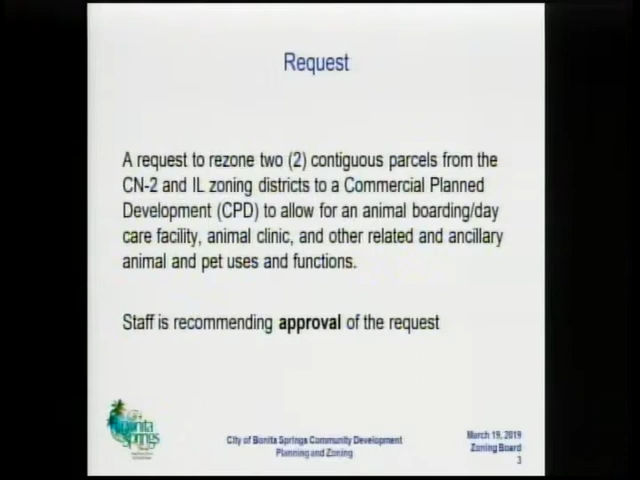 Request
A request to rezone two (2) contiguous parcels from the
CN-2 and IL zoning districts to a Commercial Planned
Development (CPD) to allow for an animal boarding/day
care facility, animal clinic, and other related and ancillary
animal and pet uses and functions.
Staff is recommending approval of the request
Bonita
Springs
City of Bonita Springs Community Development
Planning and Zoning
March 19, 2019
Zoning Board
3